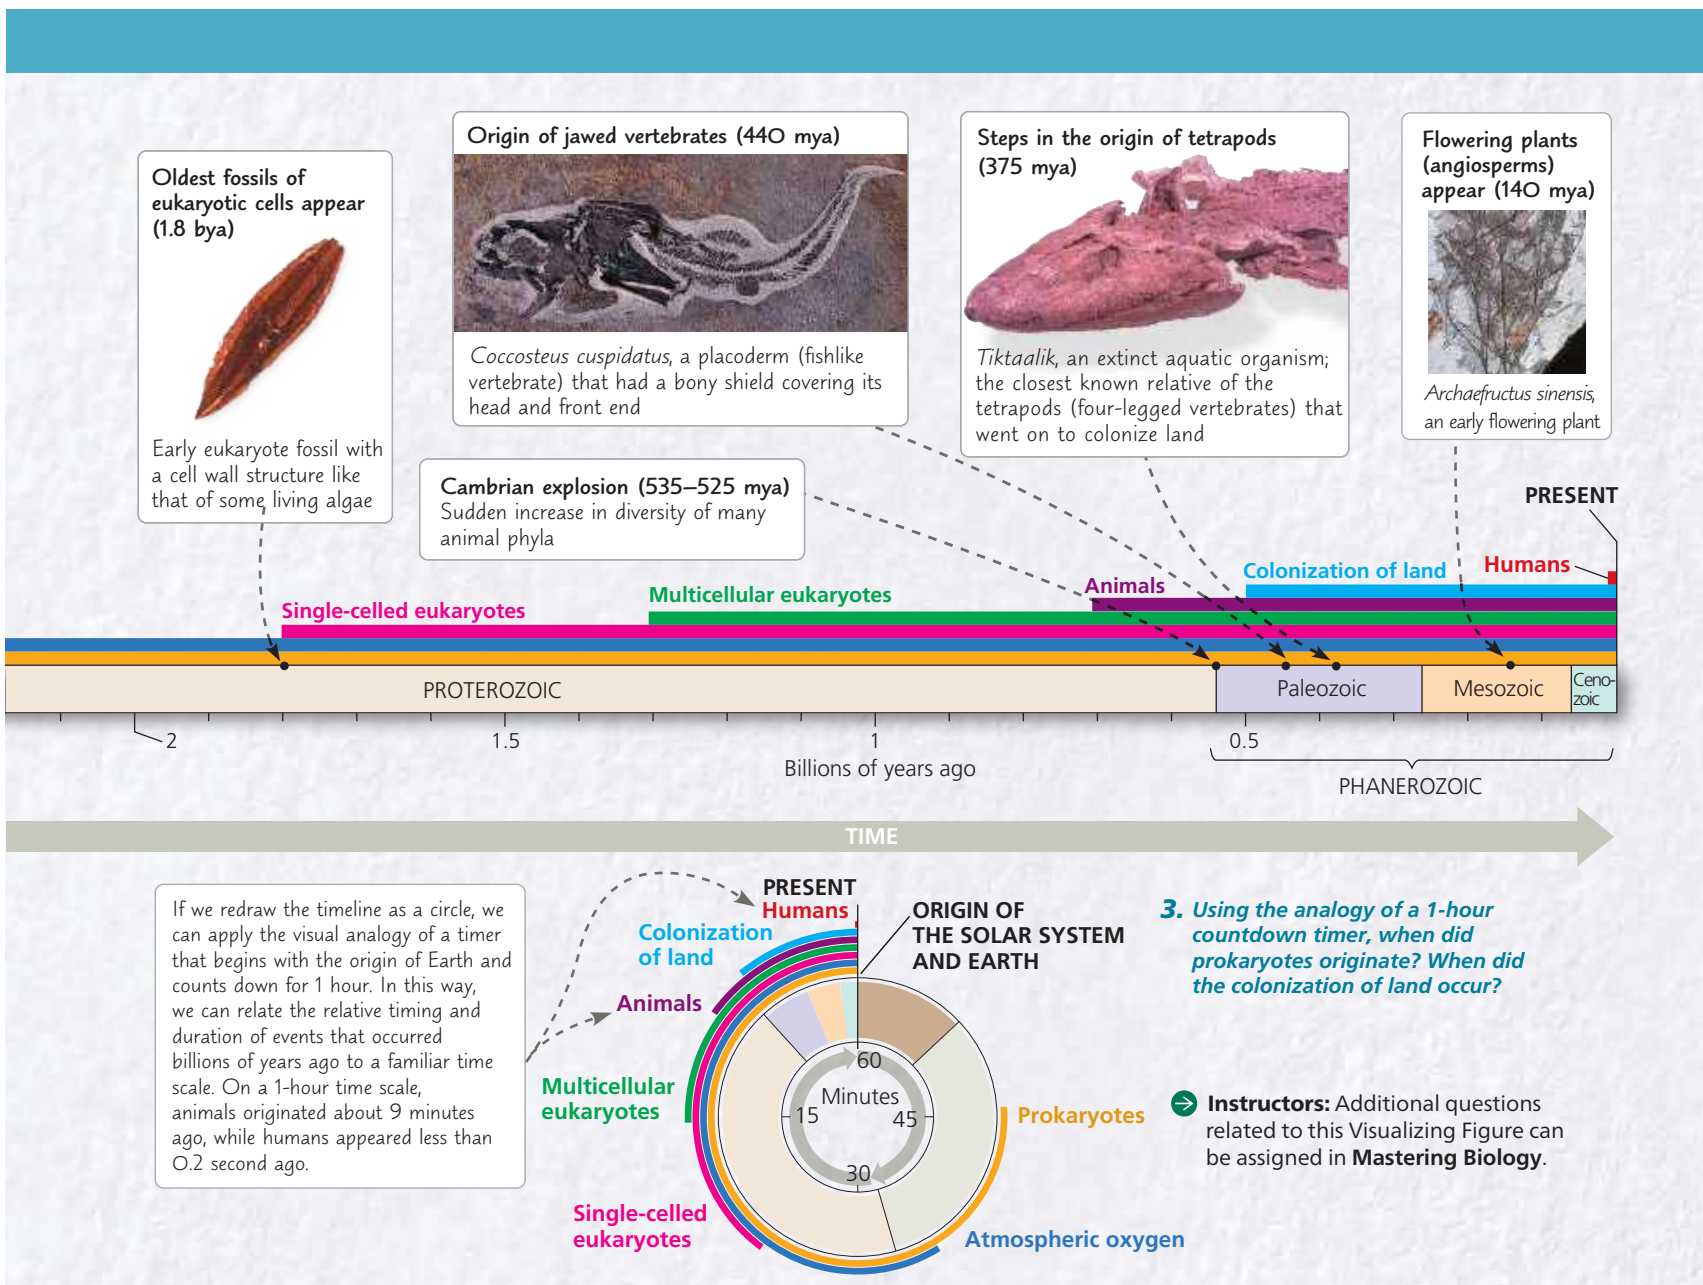 Oldest fossils of
eukaryotic cells appear
(1.8 bya)
Early eukaryote fossil with
a cell wall structure like
that of some living algae
Origin of jawed vertebrates (440 mya)
Coccosteus cuspidatus, a placoderm (fishlike
vertebrate) that had a bony shield covering its
head and front end
Steps in the origin of tetrapods
(375 mya)
Tiktaalik, an extinct aquatic organism;
the closest known relative of the
tetrapods (four-legged vertebrates) that
went on to colonize land
Flowering plants
(angiosperms)
appear (140 mya)
Archaefructus sinensis,
an early flowering plant
Cambrian explosion (535–525 mya)
Sudden increase in diversity of many
animal phyla
PRESENT
Humans
Colonization of land
Animals
Multicellular eukaryotes
Single-celled eukaryotes
PROTEROZOIC
Paleozoic
Mesozoic
Ceno-
zoic
2
1.5
1
0.5
Billions of years ago
PHANEROZOIC
TIME
If we redraw the timeline as a circle, we
can apply the visual analogy of a timer
that begins with the origin of Earth and
counts down for 1 hour. In this way,
we can relate the relative timing and
duration of events that occurred
billions of years ago to a familiar time
scale. On a 1-hour time scale,
animals originated about 9 minutes
ago, while humans appeared less than
0.2 second ago.
PRESENT
Humans
Colonization
of land
Animals
Multicellular
eukaryotes
Single-celled
eukaryotes
ORIGIN OF
THE SOLAR SYSTEM
AND EARTH
60
Minutes
15
45
30
Prokaryotes
Atmospheric oxygen
3. Using the analogy of a 1-hour
countdown timer, when did
prokaryotes originate? When did
the colonization of land occur?
Instructors: Additional questions
related to this Visualizing Figure can
be assigned in Mastering Biology.